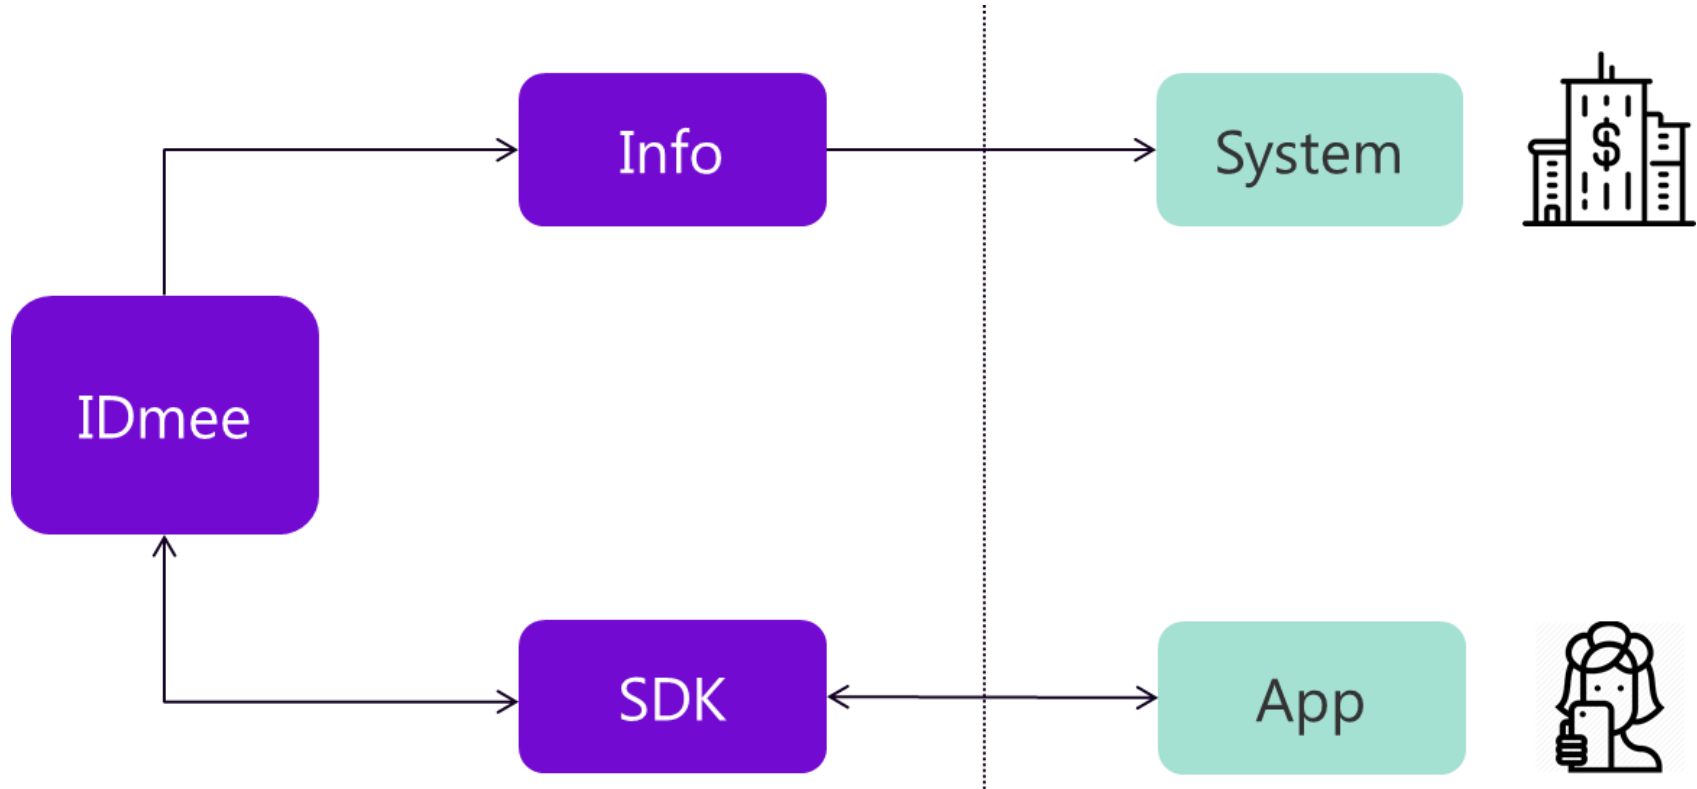 Info
System
$
IDmee
SDK
App